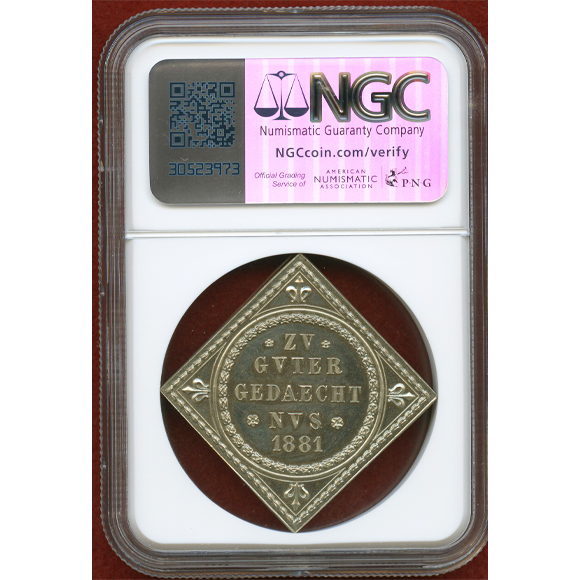 NGC
Numismatic Guaranty Company
NGCcoin.com/verify
30523973
Official Grading
Service of
AMERICAN
NUMISMATIC
ASSOCIATION
PNG
ZV
GVTER
GEDAECHT
NVS
1881